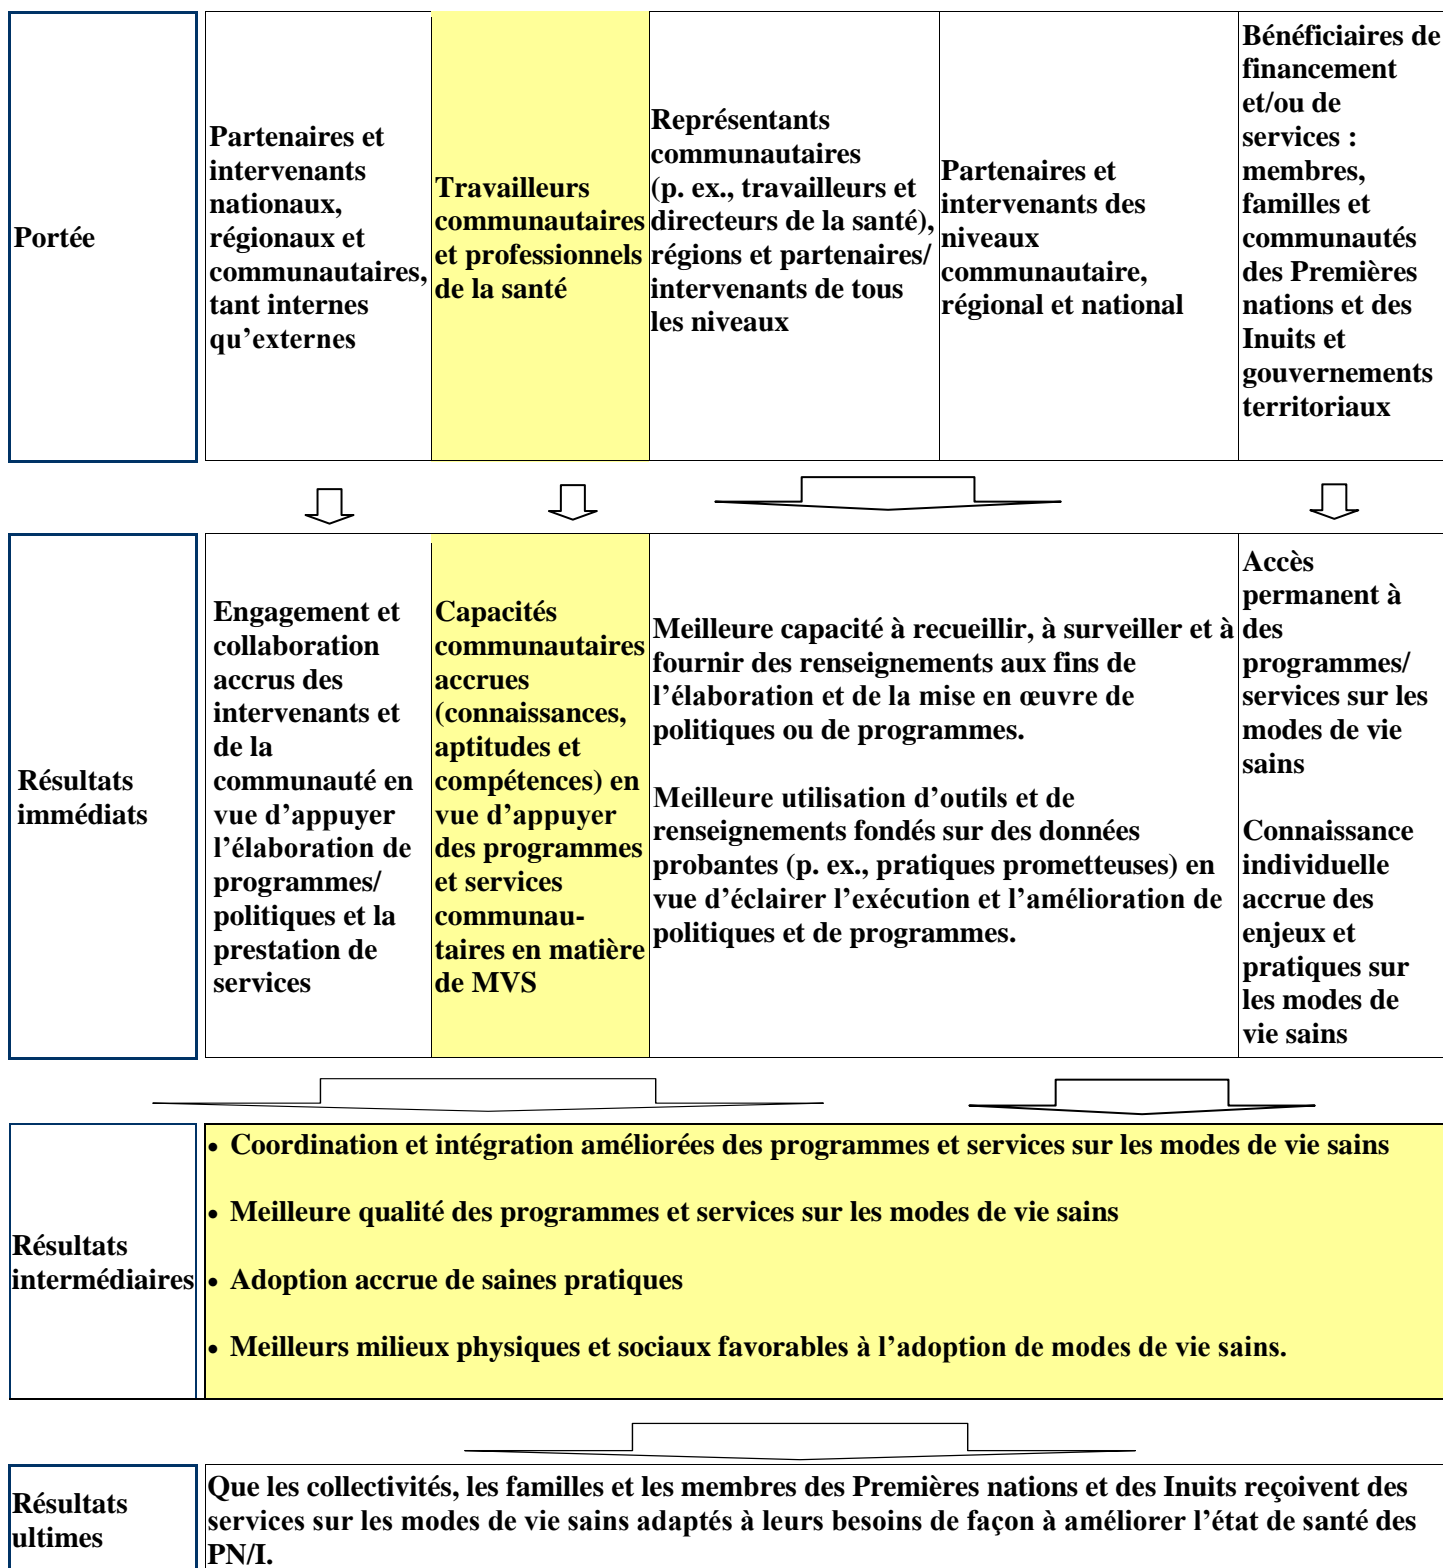 Portée
Partenaires et
intervenants
nationaux,
régionaux et
communautaires,
tant internes
qu’externes
Travailleurs
communautaires
et professionnels
de la santé
Représentants
communautaires
(p. ex., travailleurs et
directeurs de la santé),
régions et partenaires/
intervenants de tous
les niveaux
Partenaires et
intervenants des
niveaux
communautaire,
régional et national
Bénéficiaires de
financement
et/ou de
services :
membres,
familles et
communautés
des Premières
nations et des
Inuits et
gouvernements
territoriaux
Résultats
immédiats
Engagement et
collaboration
accrus des
intervenants et
de la
communauté en
vue d’appuyer
l’élaboration de
programmes/
politiques et la
prestation de
services
Capacités
communautaires
accrues
(connaissances,
aptitudes et
compétences) en
vue d’appuyer
des programmes
et services
communau-
taires en matière
de MVS
Meilleure capacité à recueillir, à surveiller et à
fournir des renseignements aux fins de
l’élaboration et de la mise en œuvre de
politiques ou de programmes.
Meilleure utilisation d’outils et de
renseignements fondés sur des données
probantes (p. ex., pratiques prometteuses) en
vue d’éclairer l’exécution et l’amélioration de
politiques et de programmes.
Accès
permanent à
des
programmes/
services sur les
modes de vie
sains
Connaissance
individuelle
accrue des
enjeux et
pratiques sur
les modes de
vie sains
Résultats
intermédiaires
• Coordination et intégration améliorées des programmes et services sur les modes de vie sains
• Meilleure qualité des programmes et services sur les modes de vie sains
• Adoption accrue de saines pratiques
• Meilleurs milieux physiques et sociaux favorables à l’adoption de modes de vie sains.
Résultats
ultimes
Que les collectivités, les familles et les membres des Premières nations et des Inuits reçoivent des
services sur les modes de vie sains adaptés à leurs besoins de façon à améliorer l’état de santé des
PN/I.